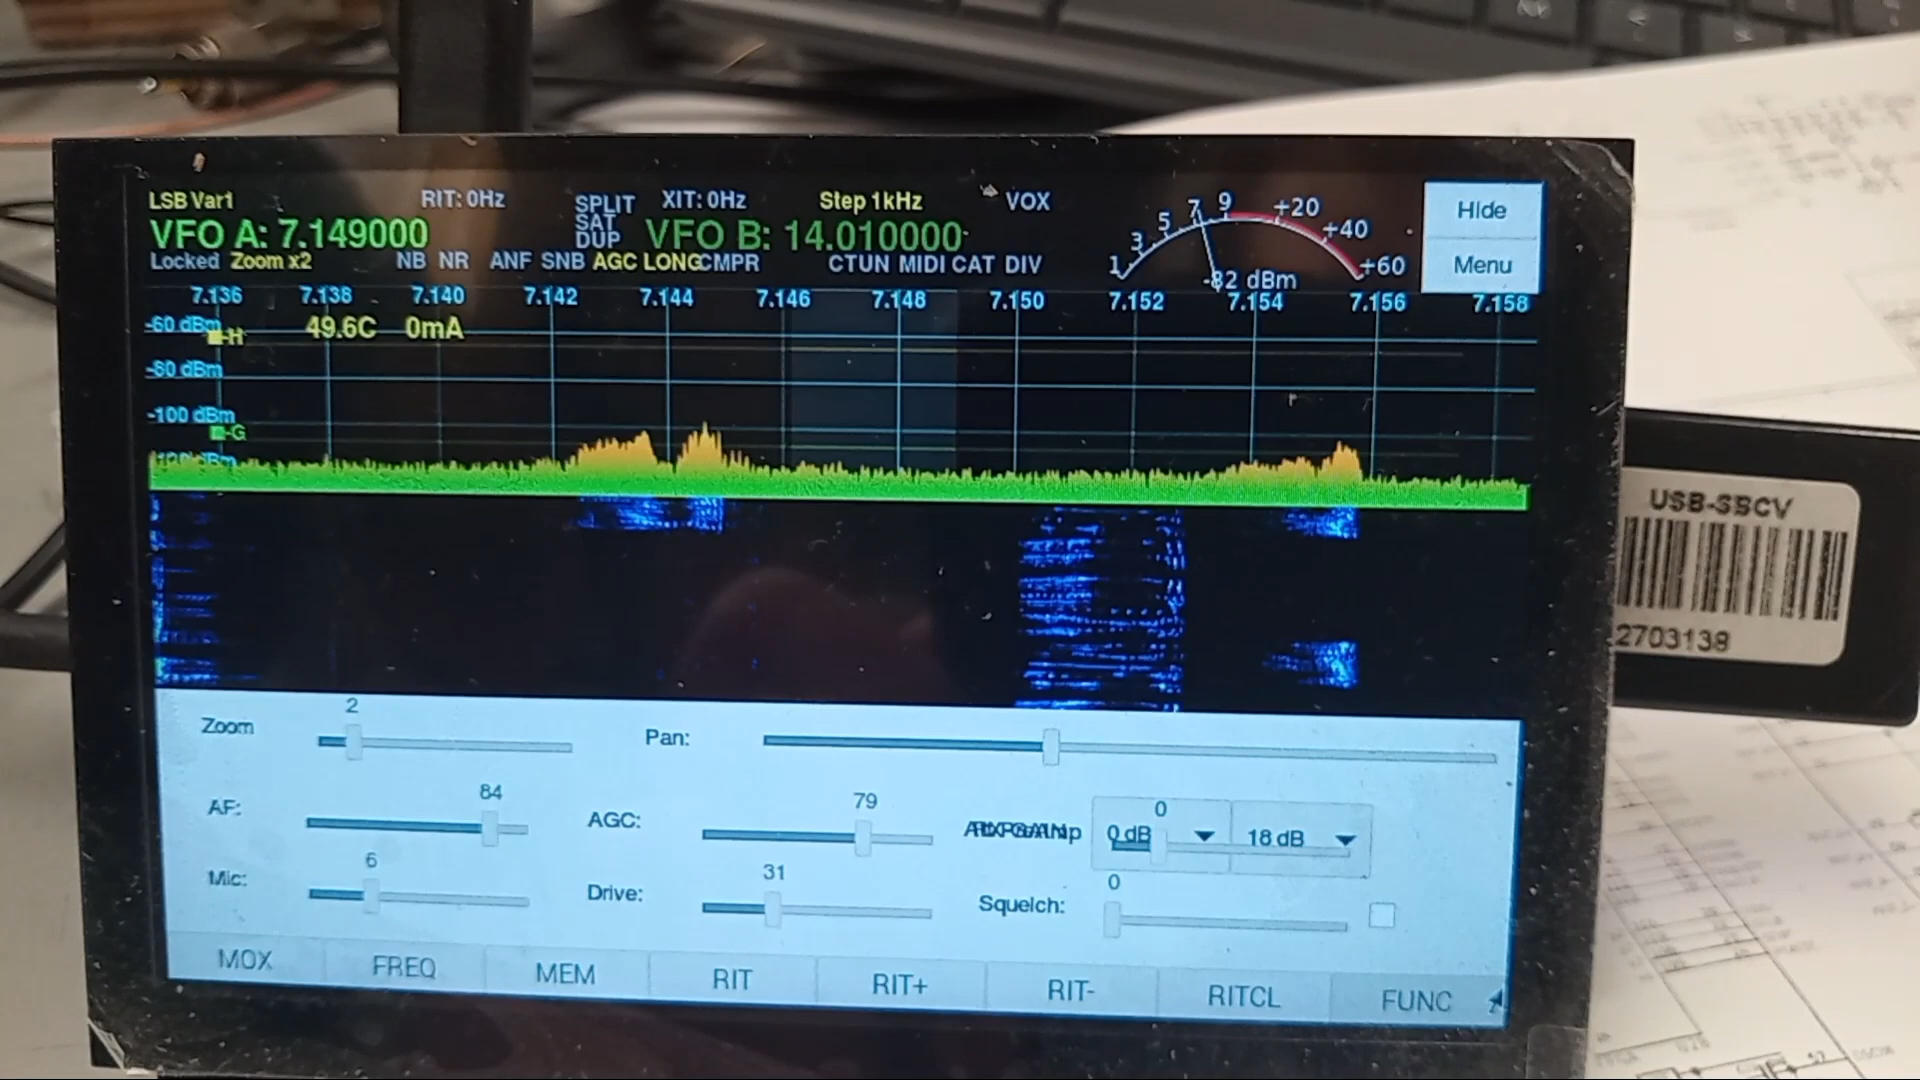 LSB Var1 RIT: 0Hz SPLIT XIT: 0Hz Step 1kHz VOX
SAT
VFO A: 7.149000 DUP VFO B: 14.010000
Locked Zoom x2 NB NR ANF SNB AGC LONG CMPR CTUN MIDI CAT DIV
1 3 5 7 9 +20 +40 +60
-82 dBm
Hide
Menu
7.136 7.138 7.140 7.142 7.144 7.146 7.148 7.150 7.152 7.154 7.156 7.158
-60 dBm -H 49.6C 0mA
-80 dBm
-100 dBm
-G
-120 dBm
USB-SBCV
2703138
Zoom 2 Pan:
AF: 84 AGC: 79 0 0 dB 18 dB
Mic: 6 Drive: 31 Squelch: 0
MOX FREQ MEM RIT RIT+ RIT- RITCL FUNC